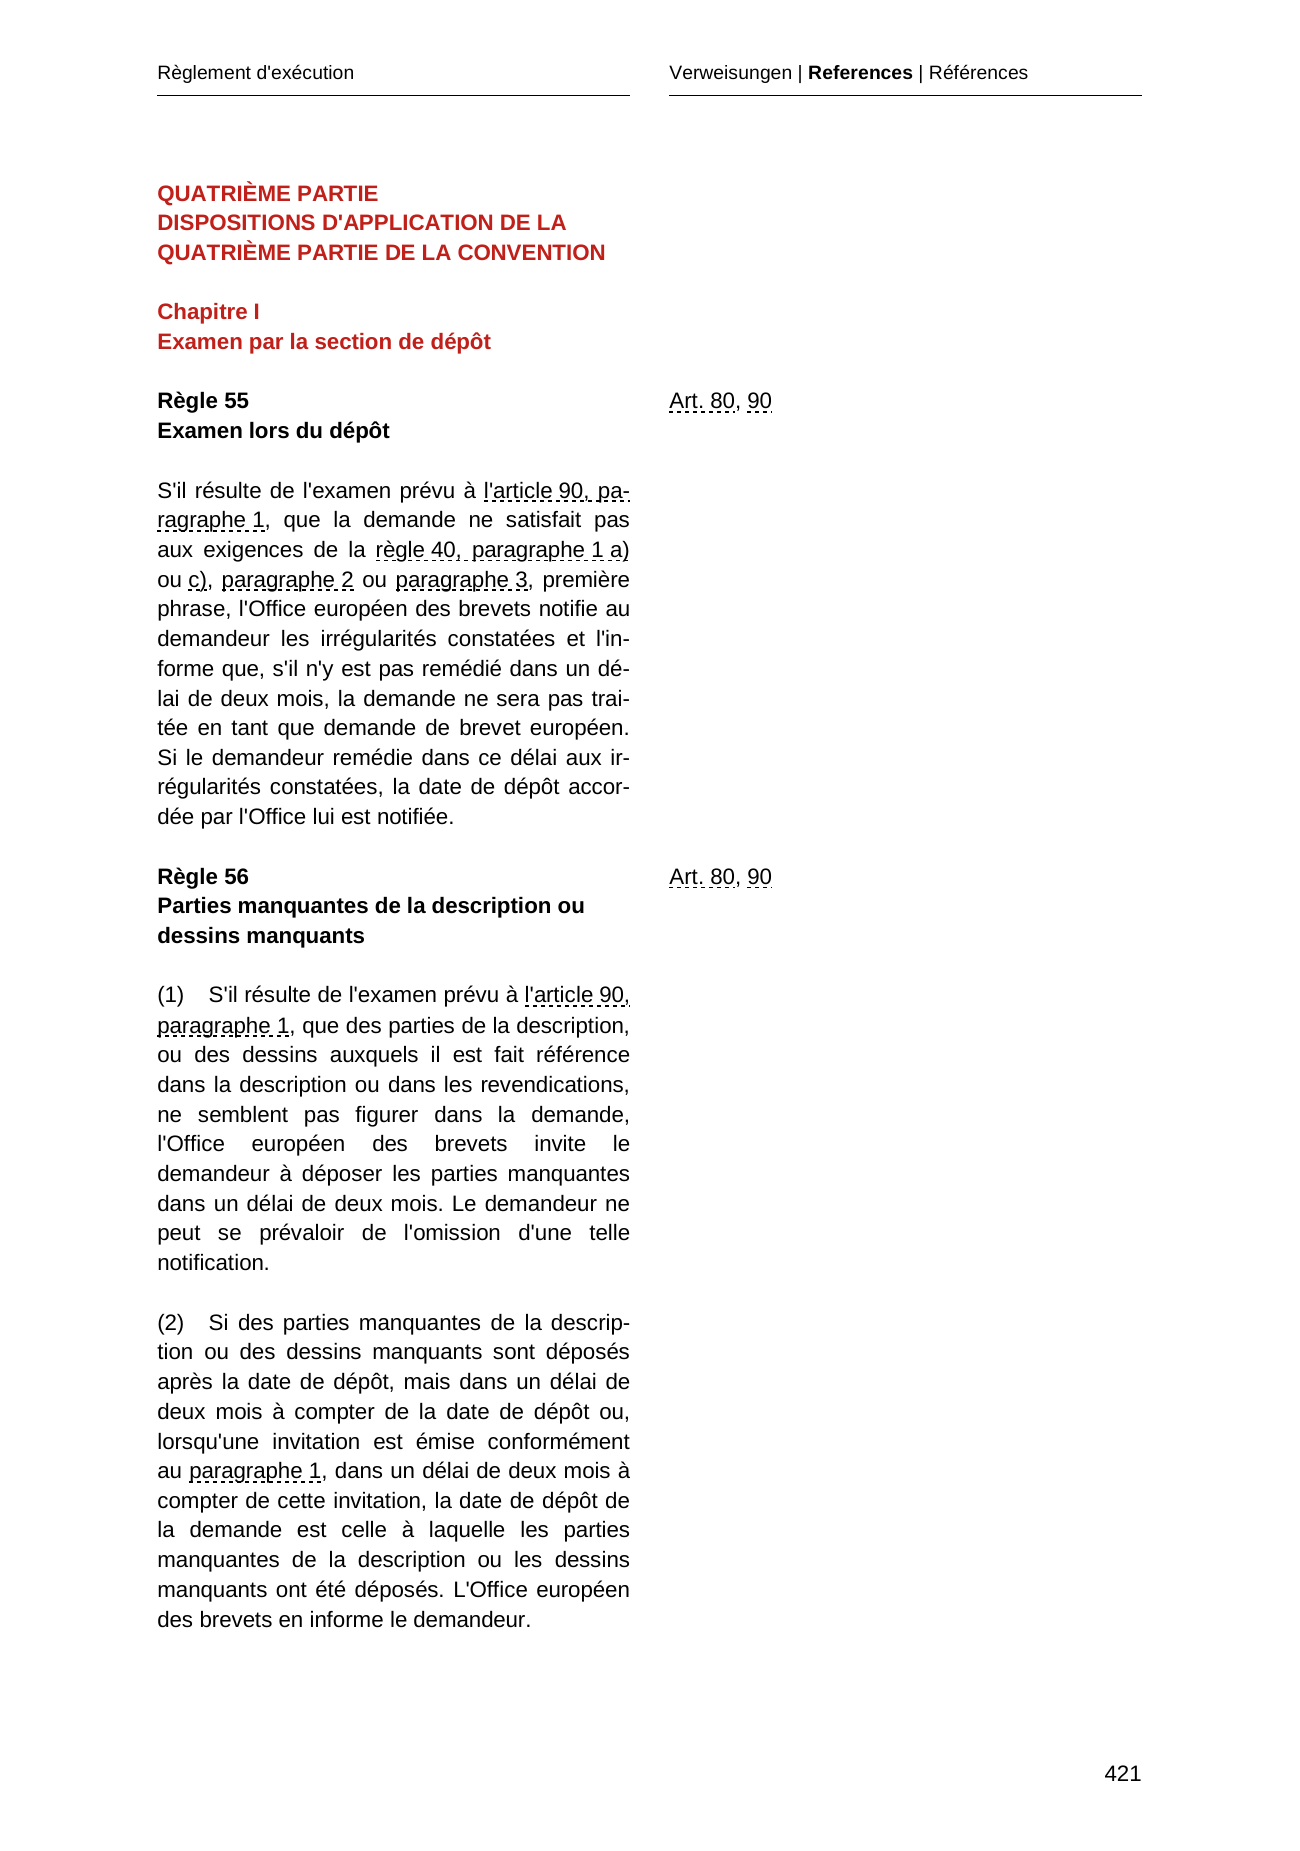 Règlement d'exécution
Verweisungen | References | Références
QUATRIÈME PARTIE
DISPOSITIONS D'APPLICATION DE LA
QUATRIÈME PARTIE DE LA CONVENTION
Chapitre I
Examen par la section de dépôt
Règle 55
Art. 80, 90
Examen lors du dépôt
S'il résulte de l'examen prévu à l'article 90, pa-
ragraphe 1, que la demande ne satisfait pas
aux exigences de la règle 40, paragraphe 1 a)
ou c), paragraphe 2 ou paragraphe 3, première
phrase, l'Office européen des brevets notifie au
demandeur les irrégularités constatées et l'in-
forme que, s'il n'y est pas remédié dans un dé-
lai de deux mois, la demande ne sera pas trai-
tée en tant que demande de brevet européen.
Si le demandeur remédie dans ce délai aux ir-
régularités constatées, la date de dépôt accor-
dée par l'Office lui est notifiée.
Règle 56
Art. 80, 90
Parties manquantes de la description ou
dessins manquants
(1) S'il résulte de l'examen prévu à l'article 90,
paragraphe 1, que des parties de la description,
ou des dessins auxquels il est fait référence
dans la description ou dans les revendications,
ne semblent pas figurer dans la demande,
l'Office européen des brevets invite le
demandeur à déposer les parties manquantes
dans un délai de deux mois. Le demandeur ne
peut se prévaloir de l'omission d'une telle
notification.
(2) Si des parties manquantes de la descrip-
tion ou des dessins manquants sont déposés
après la date de dépôt, mais dans un délai de
deux mois à compter de la date de dépôt ou,
lorsqu'une invitation est émise conformément
au paragraphe 1, dans un délai de deux mois à
compter de cette invitation, la date de dépôt de
la demande est celle à laquelle les parties
manquantes de la description ou les dessins
manquants ont été déposés. L'Office européen
des brevets en informe le demandeur.
421